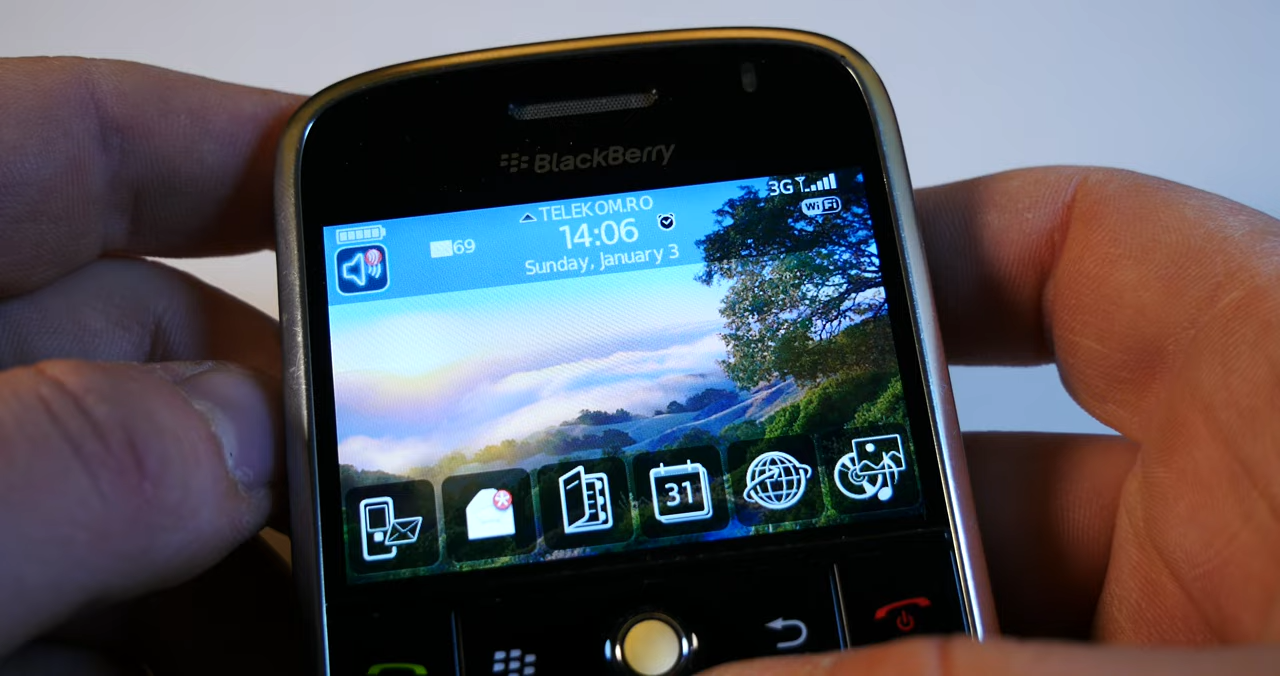 BlackBerry
3G
TELEKOM.RO
WiFi
69
14:06
Sunday, January 3
31